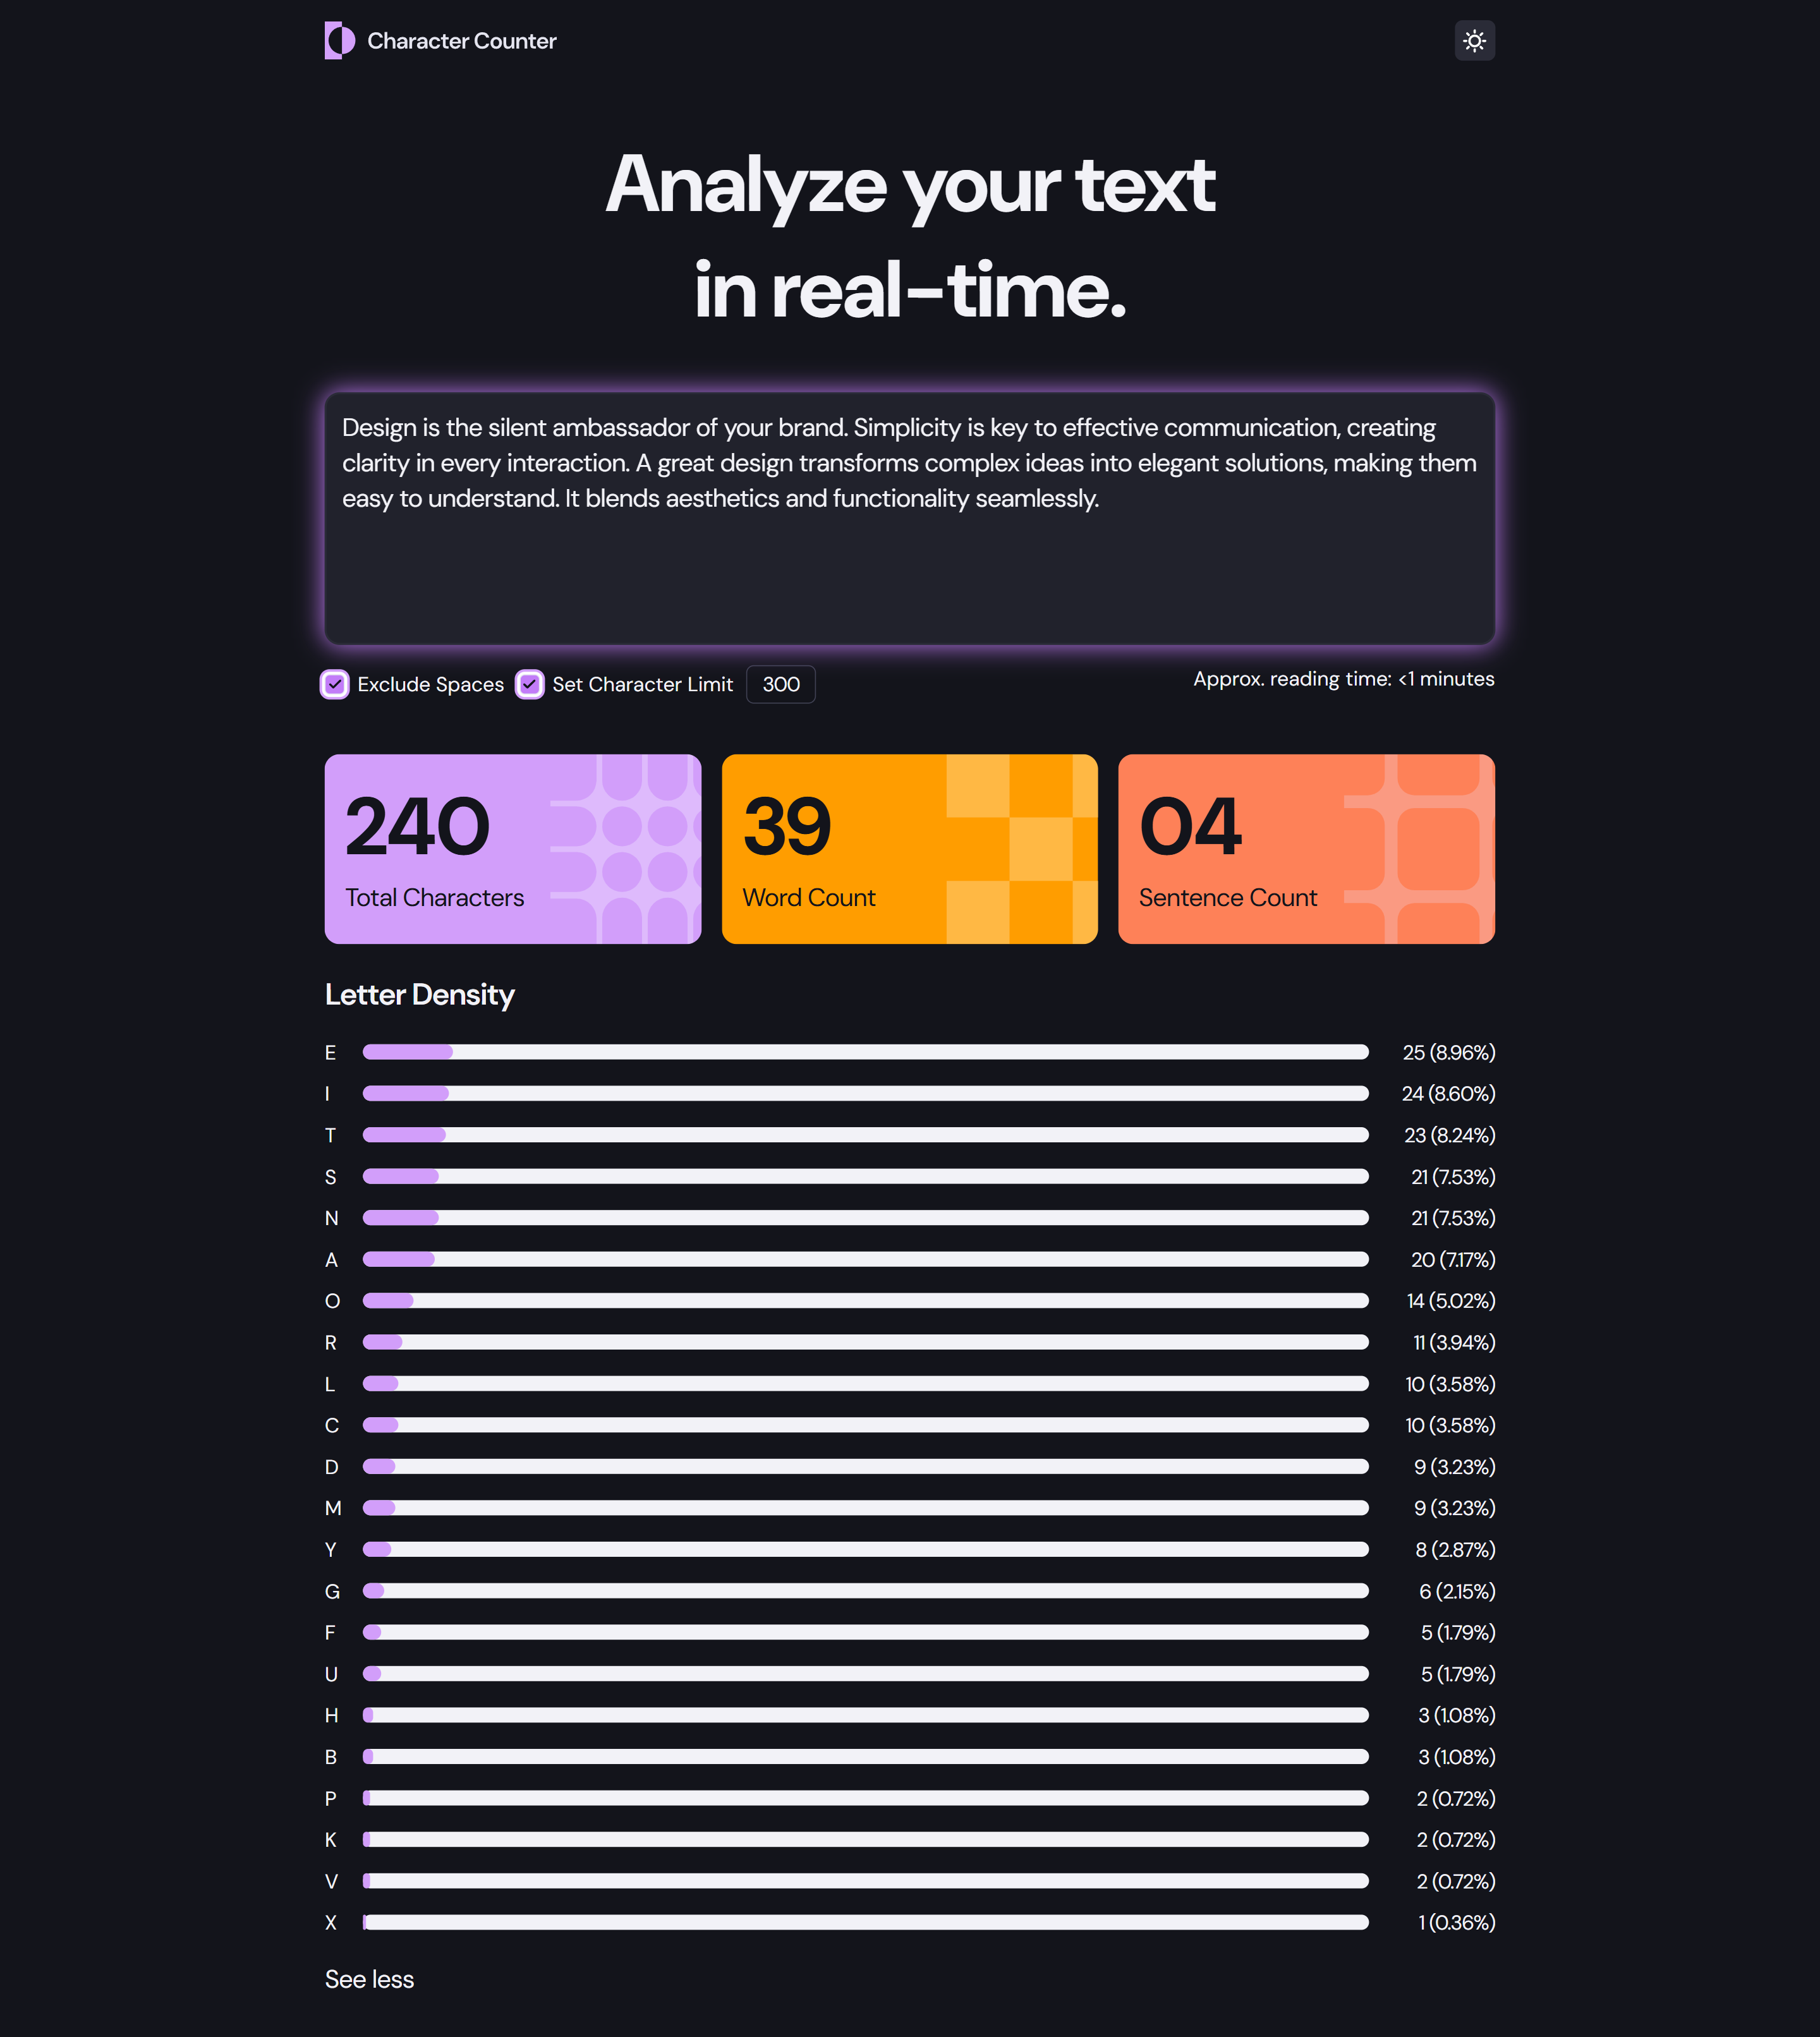 Character Counter
Analyze your text
in real-time.
Design is the silent ambassador of your brand. Simplicity is key to effective communication, creating
clarity in every interaction. A great design transforms complex ideas into elegant solutions, making them
easy to understand. It blends aesthetics and functionality seamlessly.
Exclude Spaces Set Character Limit 300 Approx. reading time: <1 minutes
240 39 04
Total Characters Word Count Sentence Count
Letter Density
E 25 (8.96%)
I 24 (8.60%)
T 23 (8.24%)
S 21 (7.53%)
N 21 (7.53%)
A 20 (7.17%)
O 14 (5.02%)
R 11 (3.94%)
L 10 (3.58%)
C 10 (3.58%)
D 9 (3.23%)
M 9 (3.23%)
Y 8 (2.87%)
G 6 (2.15%)
F 5 (1.79%)
U 5 (1.79%)
H 3 (1.08%)
B 3 (1.08%)
P 2 (0.72%)
K 2 (0.72%)
V 2 (0.72%)
X 1 (0.36%)
See less